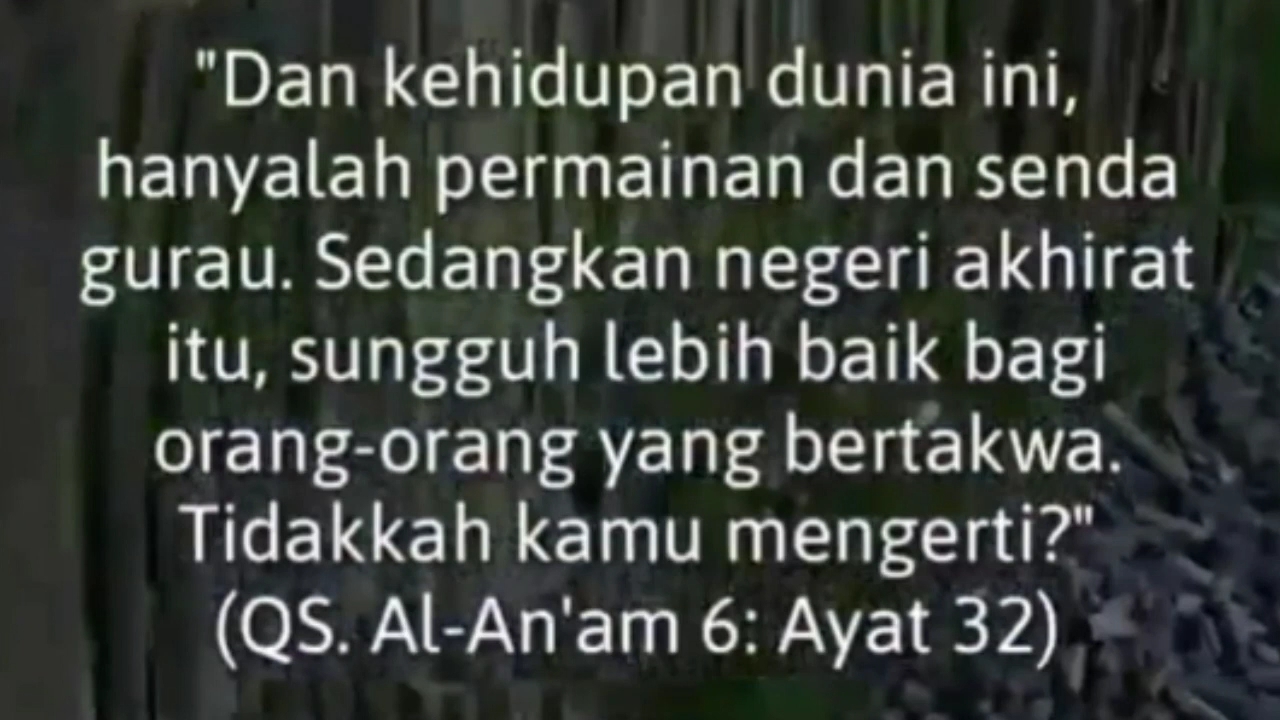 "Dan kehidupan dunia ini,
hanyalah permainan dan senda
gurau. Sedangkan negeri akhirat
itu, sungguh lebih baik bagi
orang-orang yang bertakwa.
Tidakkah kamu mengerti?"
(QS. Al-An'am 6: Ayat 32)